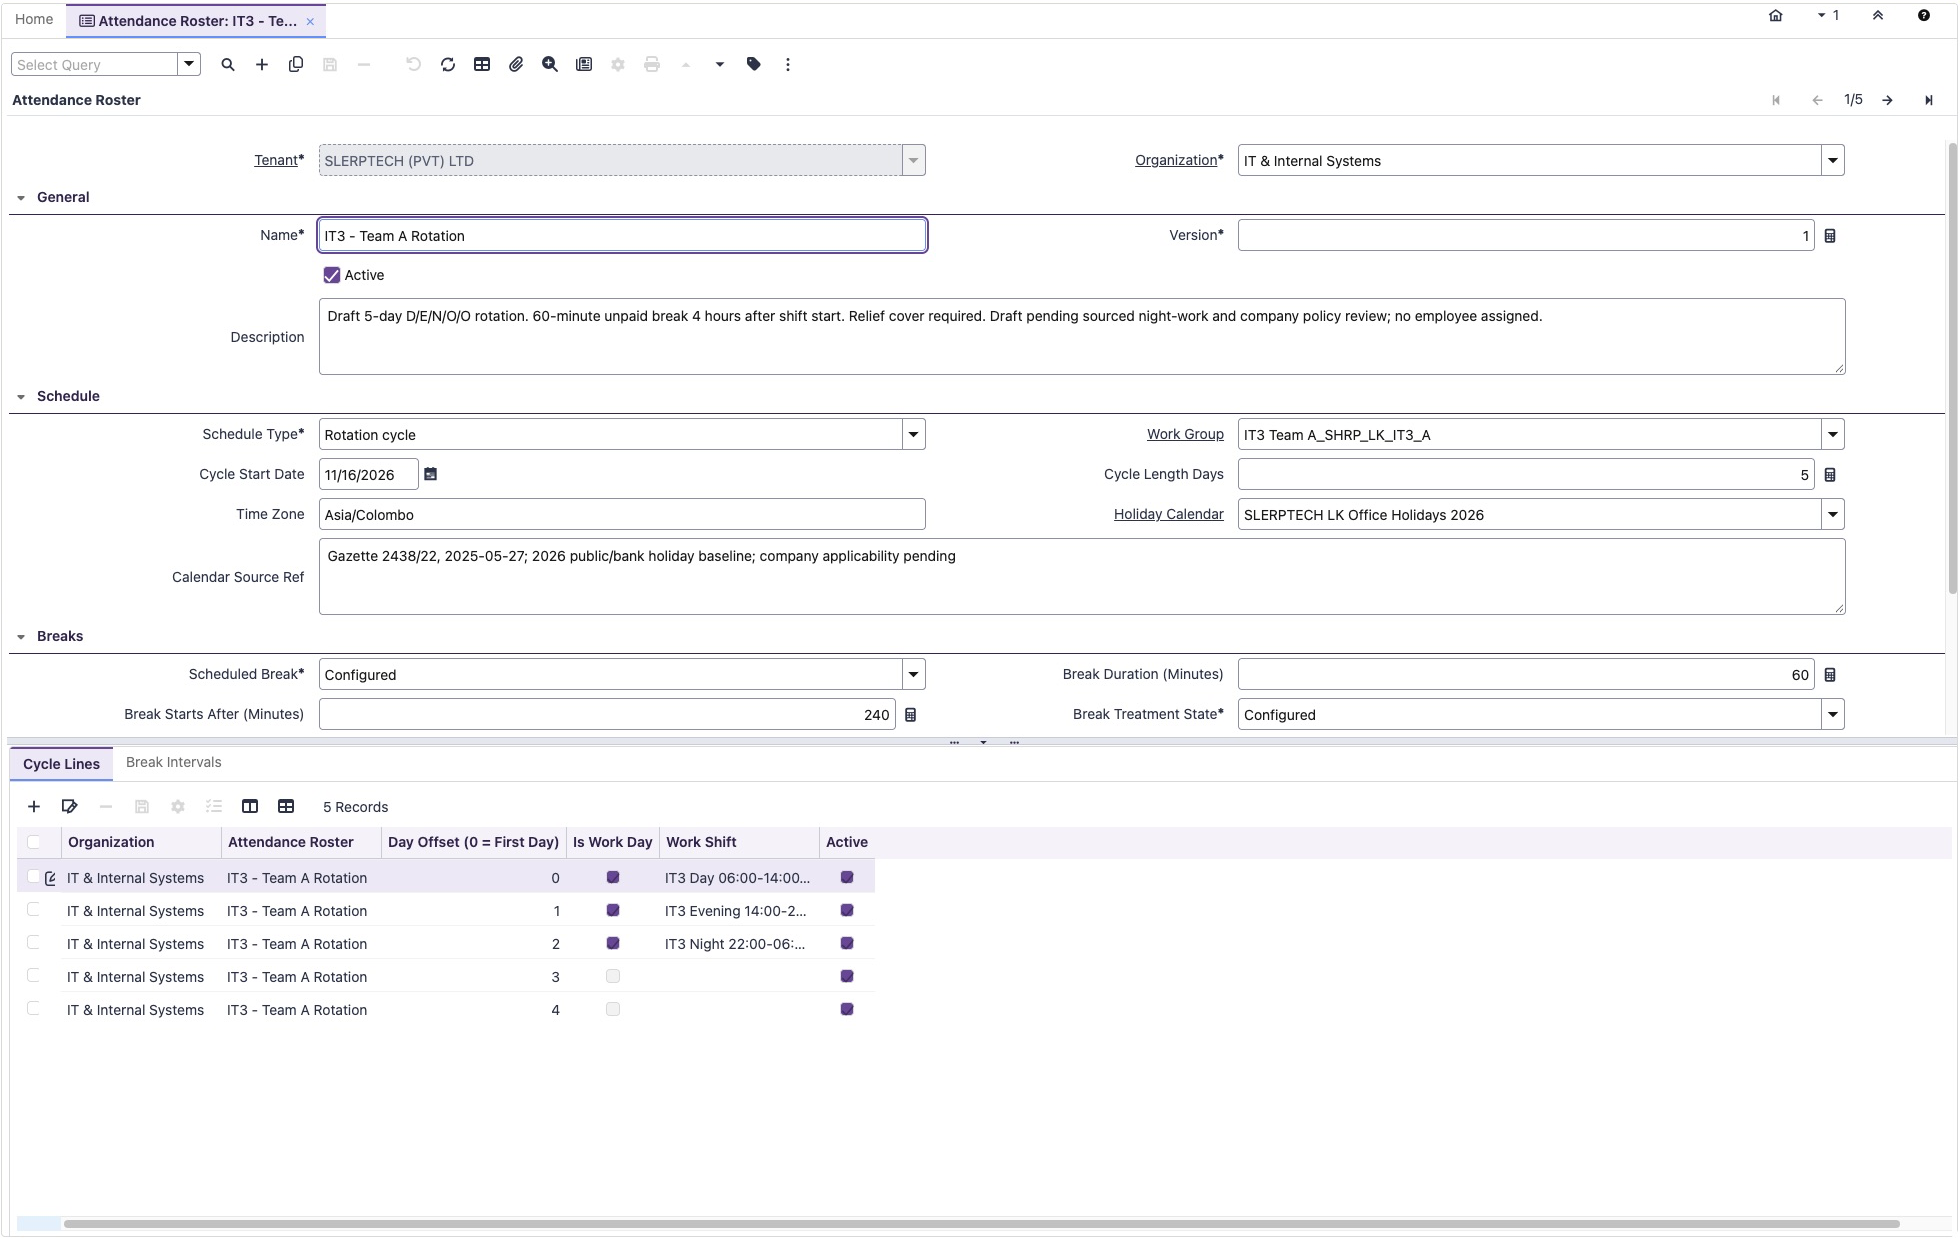 Home
Attendance Roster: IT3 - Te...
1
Select Query
Attendance Roster
1/5
Tenant* SLERPTECH (PVT) LTD Organization* IT & Internal Systems
General
Name* IT3 - Team A Rotation Version* 1
Active
Description Draft 5-day D/E/N/O/O rotation. 60-minute unpaid break 4 hours after shift start. Relief cover required. Draft pending sourced night-work and company policy review; no employee assigned.
Schedule
Schedule Type* Rotation cycle Work Group IT3 Team A_SHRP_LK_IT3_A
Cycle Start Date 11/16/2026 Cycle Length Days 5
Time Zone Asia/Colombo Holiday Calendar SLERPTECH LK Office Holidays 2026
Calendar Source Ref Gazette 2438/22, 2025-05-27; 2026 public/bank holiday baseline; company applicability pending
Breaks
Scheduled Break* Configured Break Duration (Minutes) 60
Break Starts After (Minutes) 240 Break Treatment State* Configured
Cycle Lines Break Intervals
5 Records
Organization Attendance Roster Day Offset (0 = First Day) Is Work Day Work Shift Active
IT & Internal Systems IT3 - Team A Rotation 0 IT3 Day 06:00-14:00...
IT & Internal Systems IT3 - Team A Rotation 1 IT3 Evening 14:00-2...
IT & Internal Systems IT3 - Team A Rotation 2 IT3 Night 22:00-06:...
IT & Internal Systems IT3 - Team A Rotation 3
IT & Internal Systems IT3 - Team A Rotation 4